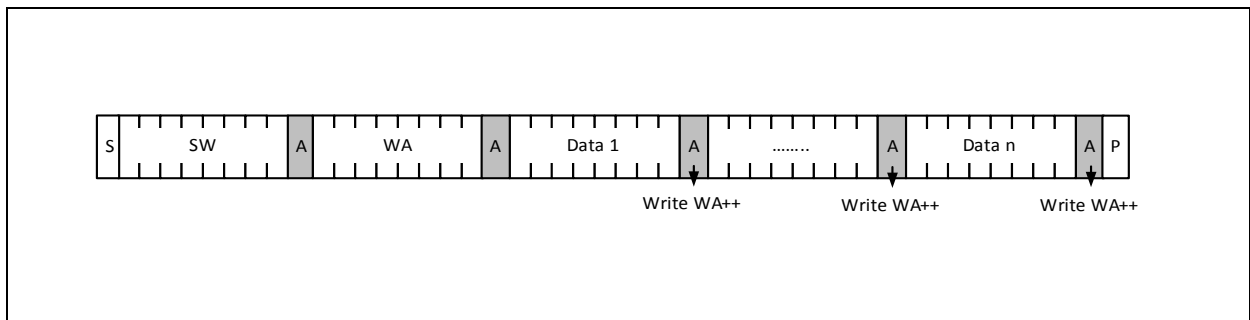 S SW A WA A Data 1 A ........ A Data n A P
Write WA++ Write WA++ Write WA++